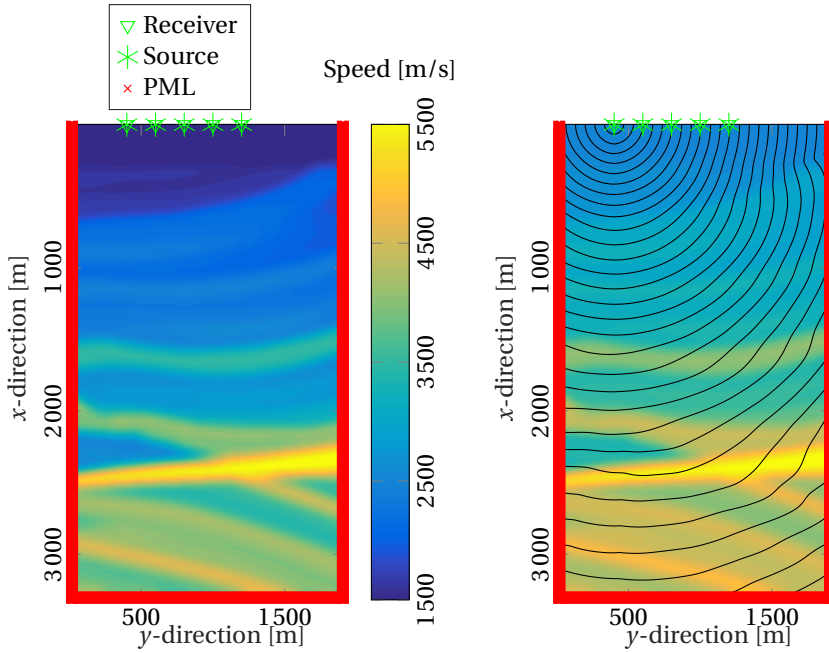 Receiver
Source
PML
Speed [m/s]
5500
4500
3500
2500
1500
1000
2000
3000
x-direction [m]
500 1500
y-direction [m]
1000
2000
3000
x-direction [m]
500 1500
y-direction [m]